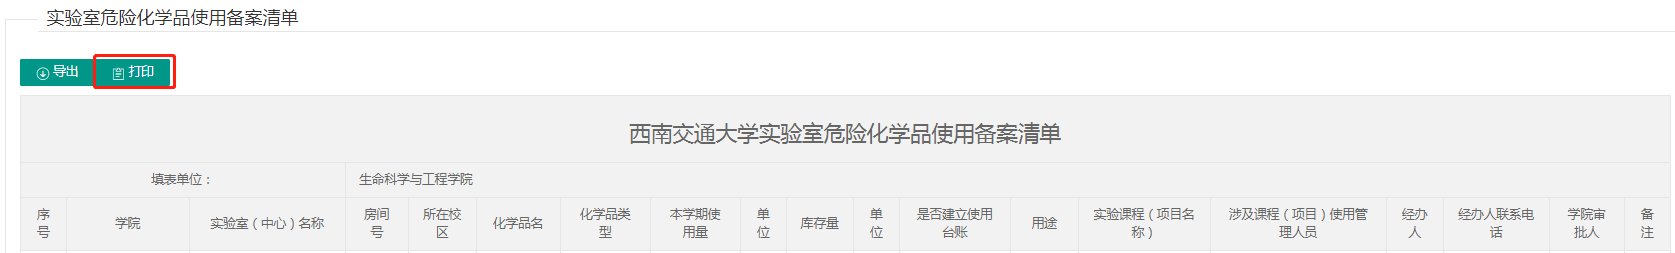 实验室危险化学品使用备案清单
导出 打印
西南交通大学实验室危险化学品使用备案清单
填表单位： 生命科学与工程学院
序号 学院 实验室（中心）名称 房间号 所在校区 化学品名 化学品类型 本学期使用量 单位 库存量 单位 是否建立使用台账 用途 实验课程（项目名称） 涉及课程（项目）使用管理人员 经办人 经办人联系电话 学院审批人 备注